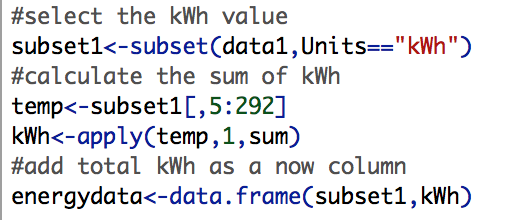 #select the kWh value
subset1<-subset(data1,Units=="kWh")
#calculate the sum of kWh
temp<-subset1[,5:292]
kWh<-apply(temp,1,sum)
#add total kWh as a now column
energydata<-data.frame(subset1,kWh)